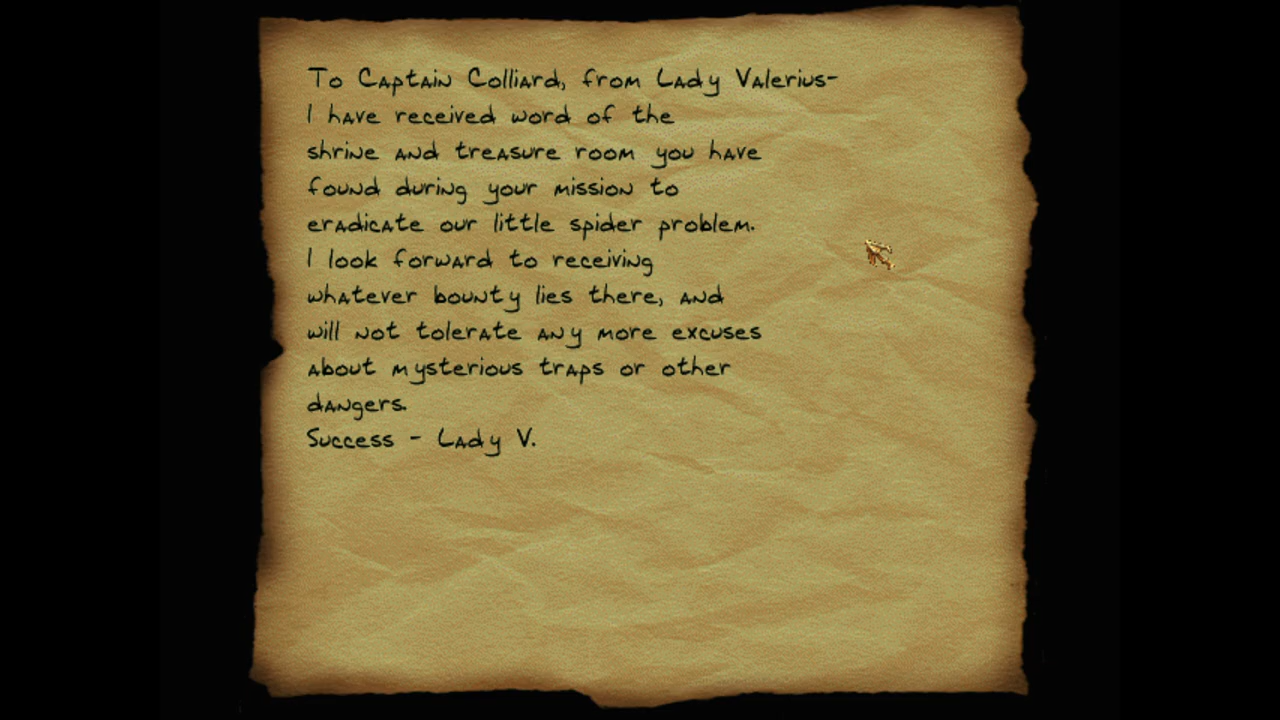 To Captain Colliard, from Lady Valerius-
I have received word of the
shrine and treasure room you have
found during your mission to
eradicate our little spider problem.
I look forward to receiving
whatever bounty lies there, and
will not tolerate any more excuses
about mysterious traps or other
dangers.
Success - Lady V.